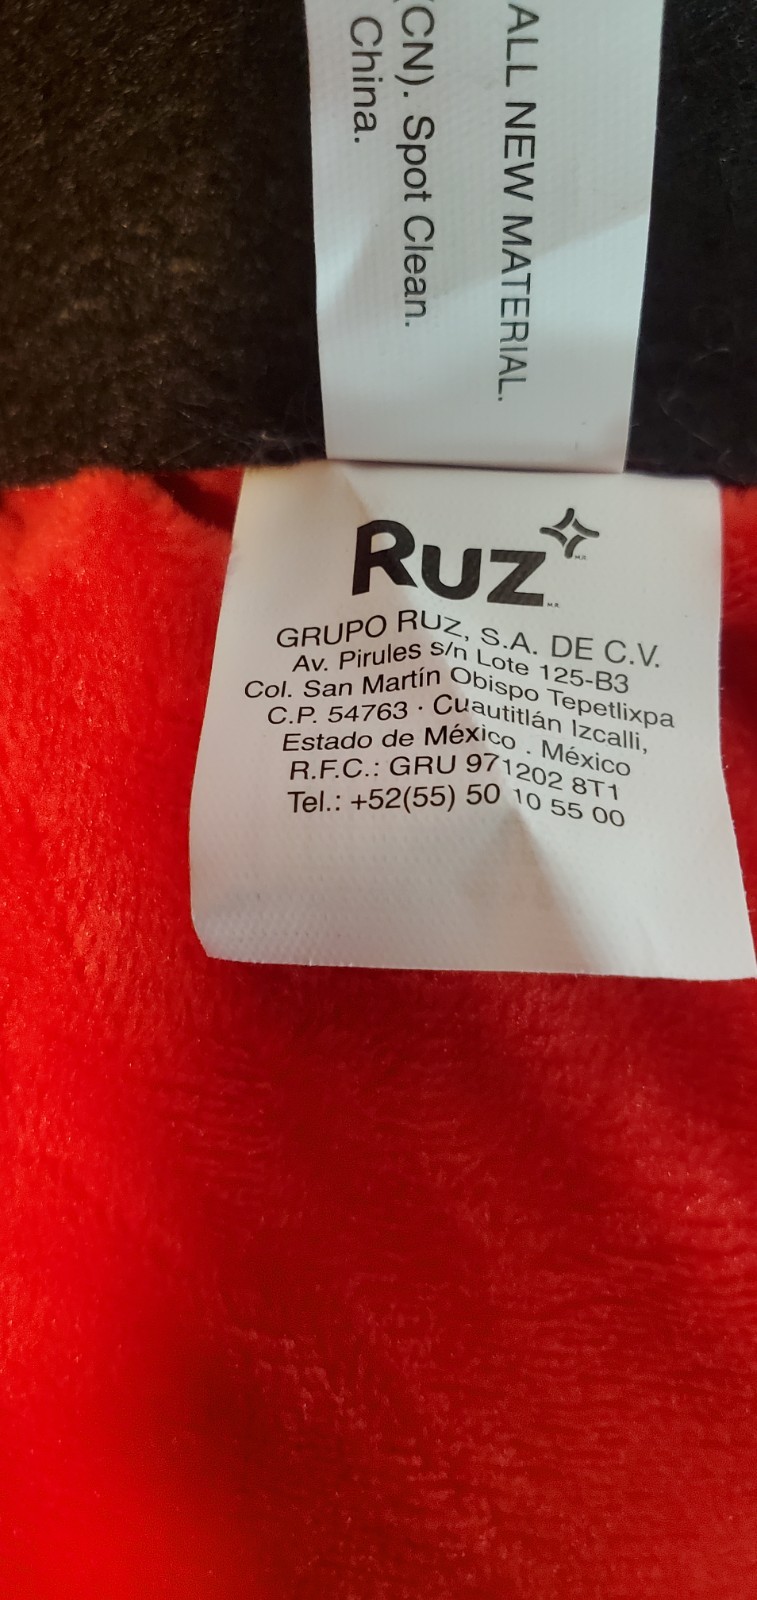 ALL NEW MATERIAL.
(CN). Spot Clean.
China.
RUZ
M.R.
M.R.
GRUPO RUZ, S.A. DE C.V.
Av. Pirules s/n Lote 125-B3
Col. San Martín Obispo Tepetlixpa
C.P. 54763 · Cuautitlán Izcalli,
Estado de México . México
R.F.C.: GRU 971202 8T1
Tel.: +52(55) 50 10 55 00